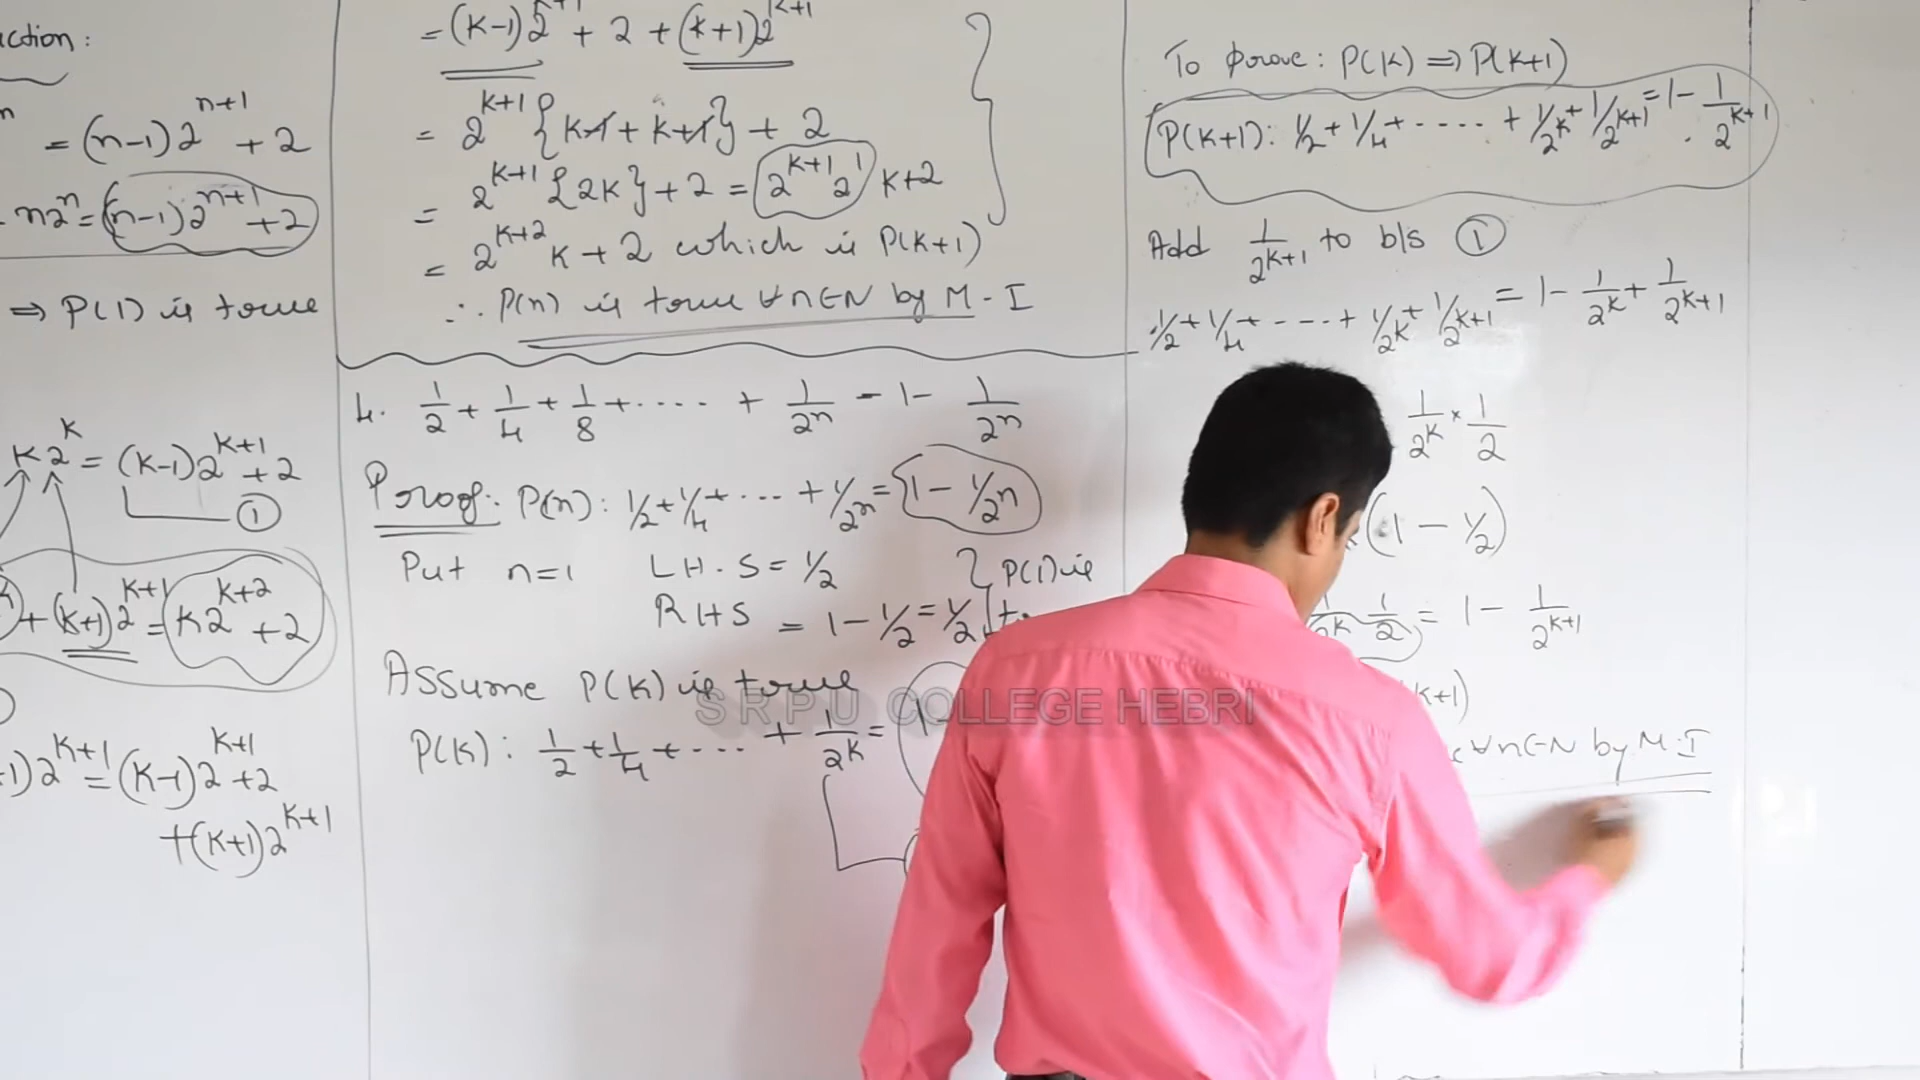 ction:
= (n-1)2^{n+1} + 2
n2^n = (n-1)2^{n+1} + 2
⇒ P(1) is true
k2^k = (k-1)2^{k+1} + 2
①
+ (k+1)2^{k+1} = k2^{k+2} + 2
)2^{k+1} = (k-1)2^{k+1} + 2
+ (k+1)2^{k+1}
= (k-1)2^{k+1} + 2 + (k+1)2^{k+1}
= 2^{k+1} {k-1 + k+1} + 2
= 2^{k+1} {2k} + 2 = 2^{k+1} 2^1 k + 2
= 2^{k+2} k + 2 which is P(k+1)
∴ P(n) is true ∀n∈N by M.I
4. 1/2 + 1/4 + 1/8 + .... + 1/2^n = 1 - 1/2^n
Proof: P(n): 1/2 + 1/4 + ... + 1/2^n = 1 - 1/2^n
Put n=1 LH.S = 1/2 } P(1) is
RHS = 1 - 1/2 = 1/2
Assume P(k) is true
P(k): 1/2 + 1/4 + ... + 1/2^k = 1-
To prove: P(k) ⇒ P(k+1)
P(k+1): 1/2 + 1/4 + ..... + 1/2^k + 1/2^{k+1} = 1 - 1/2^{k+1}
Add 1/2^{k+1} to b/s ①
1/2 + 1/4 + ---- + 1/2^k + 1/2^{k+1} = 1 - 1/2^k + 1/2^{k+1}
1/2^k × 1/2
(1 - 1/2)
1/2^k 1/2 = 1 - 1/2^{k+1}
k+1)
∀n∈N by M.I
S R P U COLLEGE HEBRI